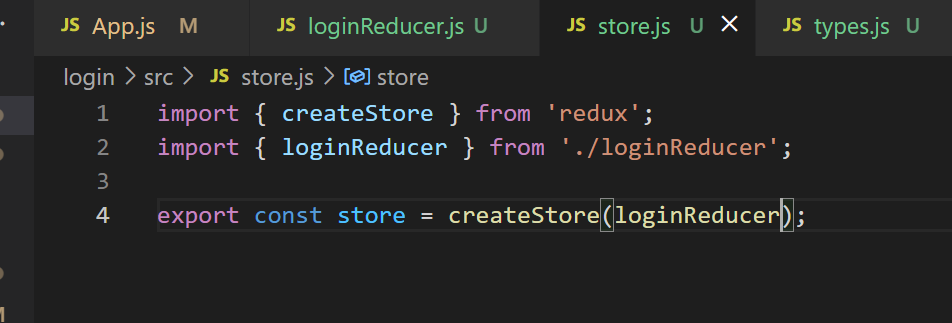 JS App.js M JS loginReducer.js U JS store.js U × JS types.js U
login > src > JS store.js > store
1 import { createStore } from 'redux';
2 import { loginReducer } from './loginReducer';
3
4 export const store = createStore(loginReducer);